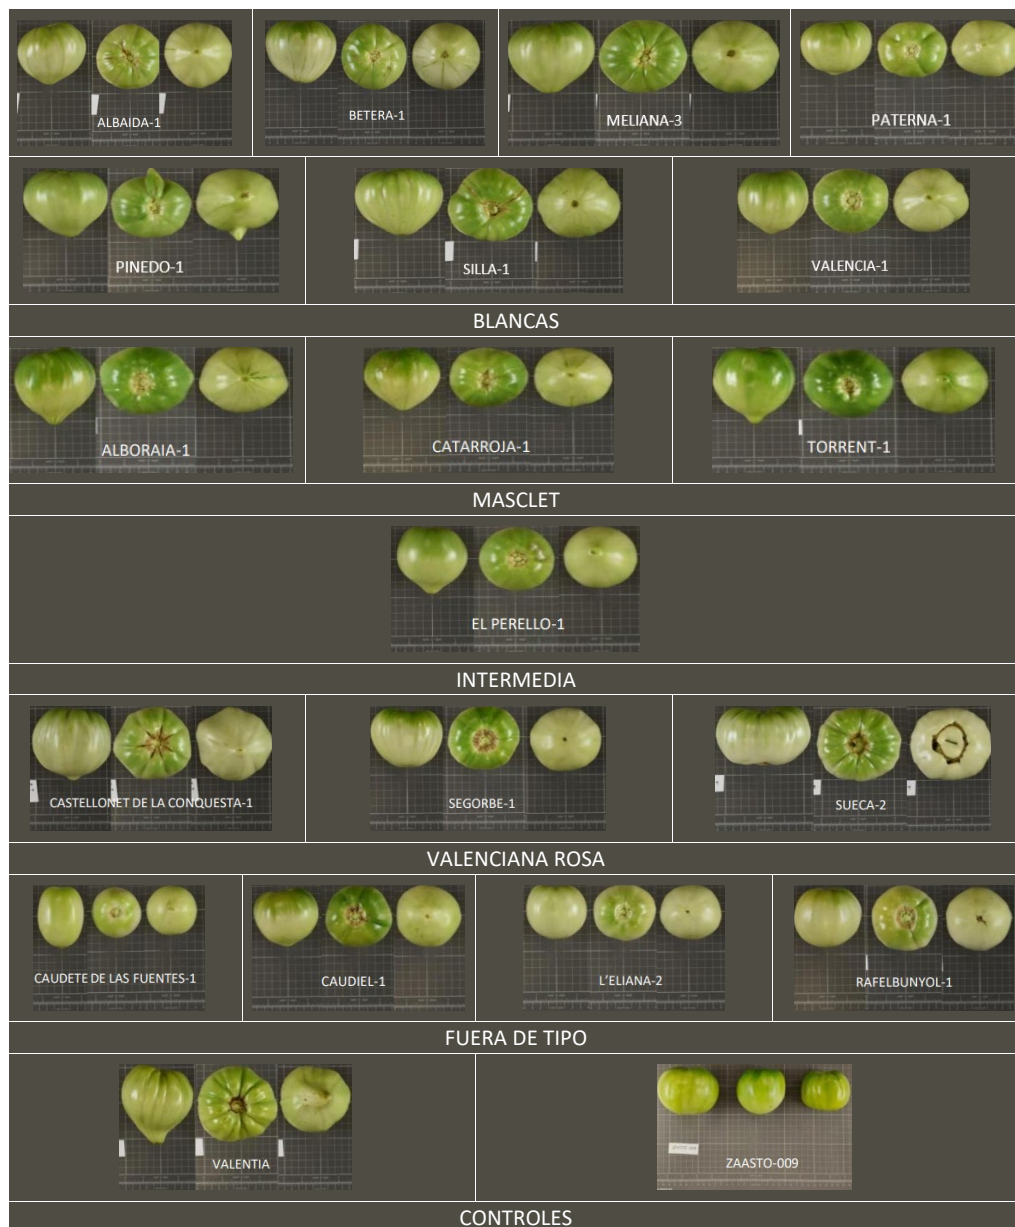 ALBAIDA-1
BETERA-1
MELIANA-3
PATERNA-1
PINEDO-1
SILLA-1
VALENCIA-1
BLANCAS
ALBORAIA-1
CATARROJA-1
TORRENT-1
MASCLET
EL PERELLO-1
INTERMEDIA
CASTELLONET DE LA CONQUESTA-1
SEGORBE-1
SUECA-2
VALENCIANA ROSA
CAUDETE DE LAS FUENTES-1
CAUDIEL-1
L'ELIANA-2
RAFELBUNYOL-1
FUERA DE TIPO
VALENTIA
ZAASTO-009
CONTROLES